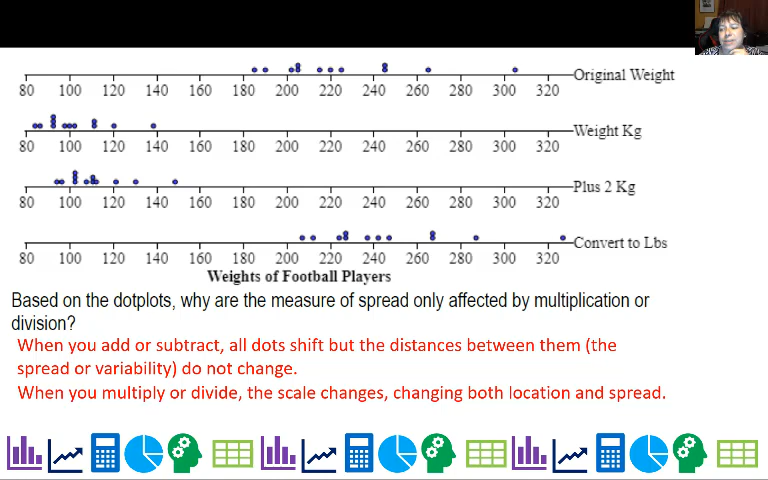 80 100 120 140 160 180 200 220 240 260 280 300 320 Original Weight
80 100 120 140 160 180 200 220 240 260 280 300 320 Weight Kg
80 100 120 140 160 180 200 220 240 260 280 300 320 Plus 2 Kg
80 100 120 140 160 180 200 220 240 260 280 300 320 Convert to Lbs
Weights of Football Players
Based on the dotplots, why are the measure of spread only affected by multiplication or
division?
When you add or subtract, all dots shift but the distances between them (the
spread or variability) do not change.
When you multiply or divide, the scale changes, changing both location and spread.